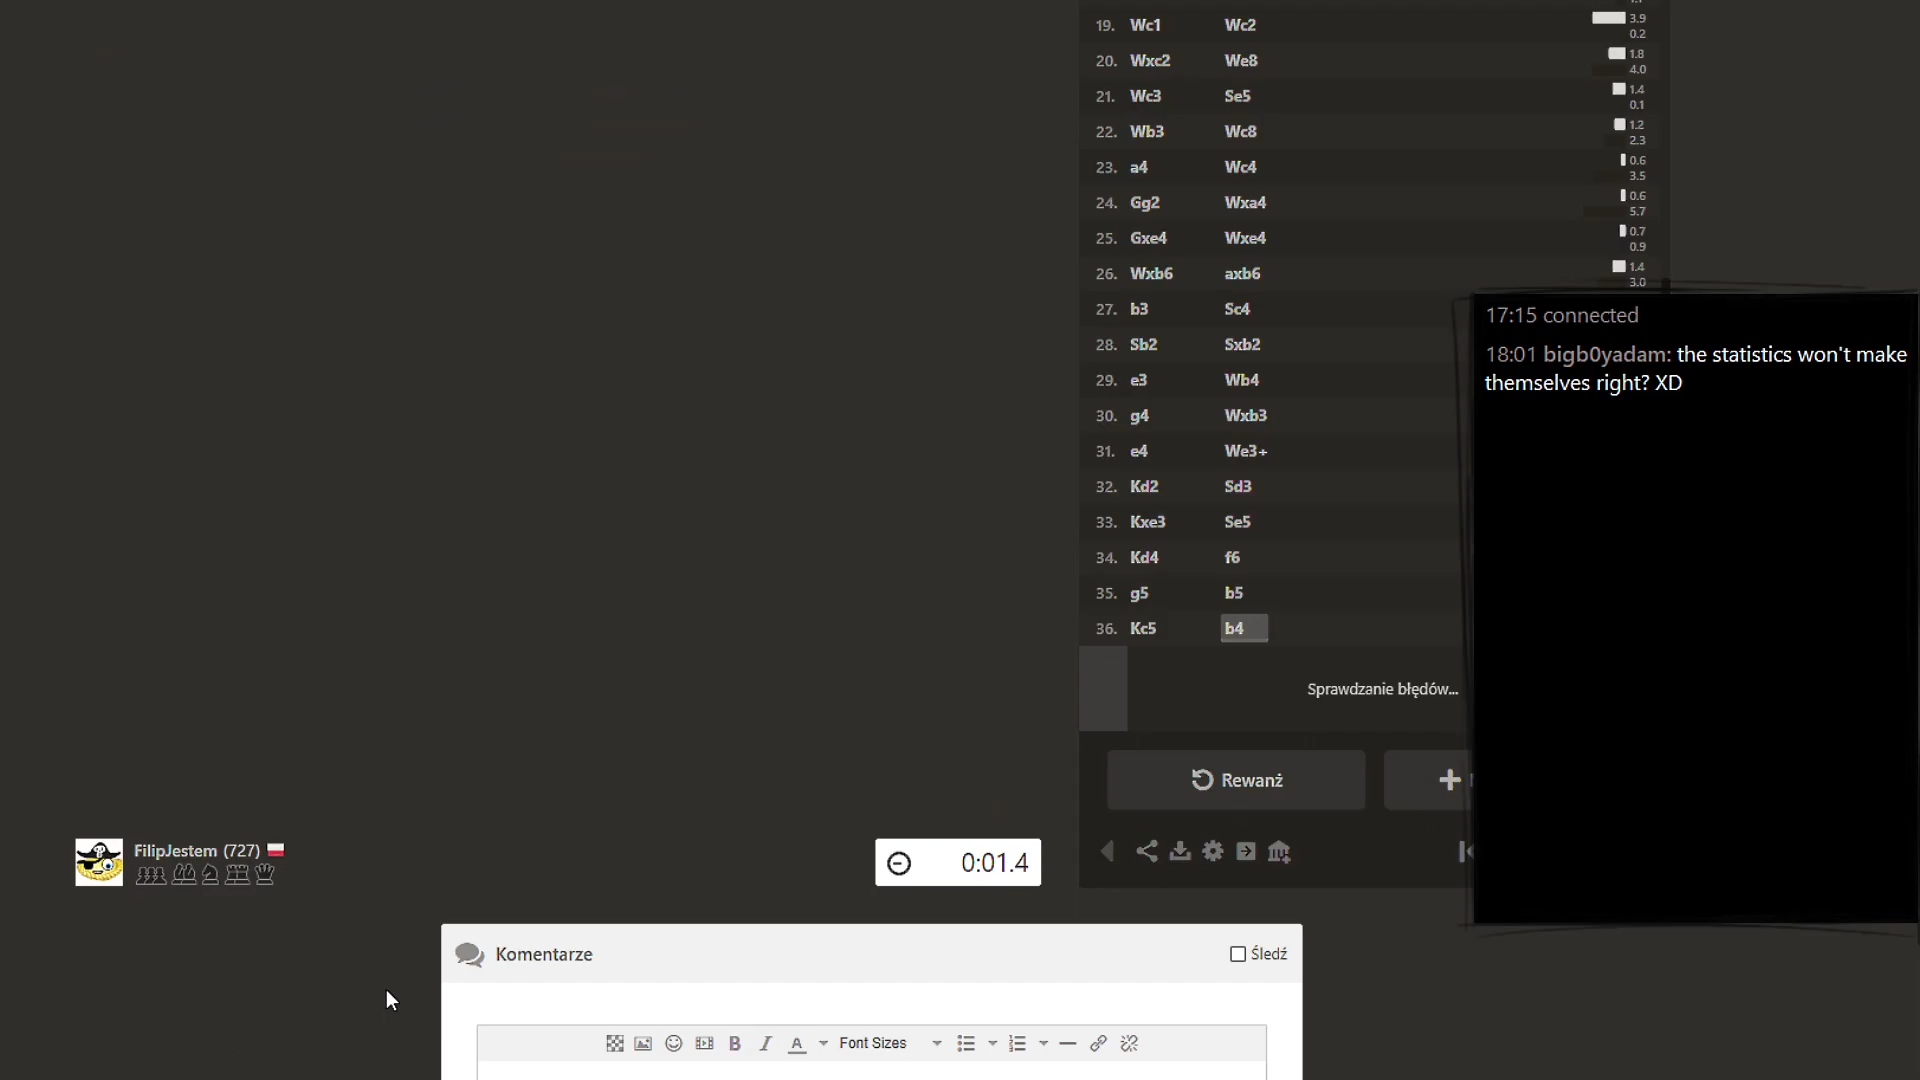 19. Wc1 Wc2 3.9
0.2
20. Wxc2 We8 1.8
4.0
21. Wc3 Se5 1.4
0.1
22. Wb3 Wc8 1.2
2.3
23. a4 Wc4 0.6
3.5
24. Gg2 Wxa4 0.6
5.7
25. Gxe4 Wxe4 0.7
0.9
26. Wxb6 axb6 1.4
3.0
27. b3 Sc4
28. Sb2 Sxb2
29. e3 Wb4
30. g4 Wxb3
31. e4 We3+
32. Kd2 Sd3
33. Kxe3 Se5
34. Kd4 f6
35. g5 b5
36. Kc5 b4
Sprawdzanie błędów...
Rewanż
17:15 connected
18:01 bigb0yadam: the statistics won't make
themselves right? XD
FilipJestem (727)
0:01.4
Komentarze
Śledź
B I A Font Sizes